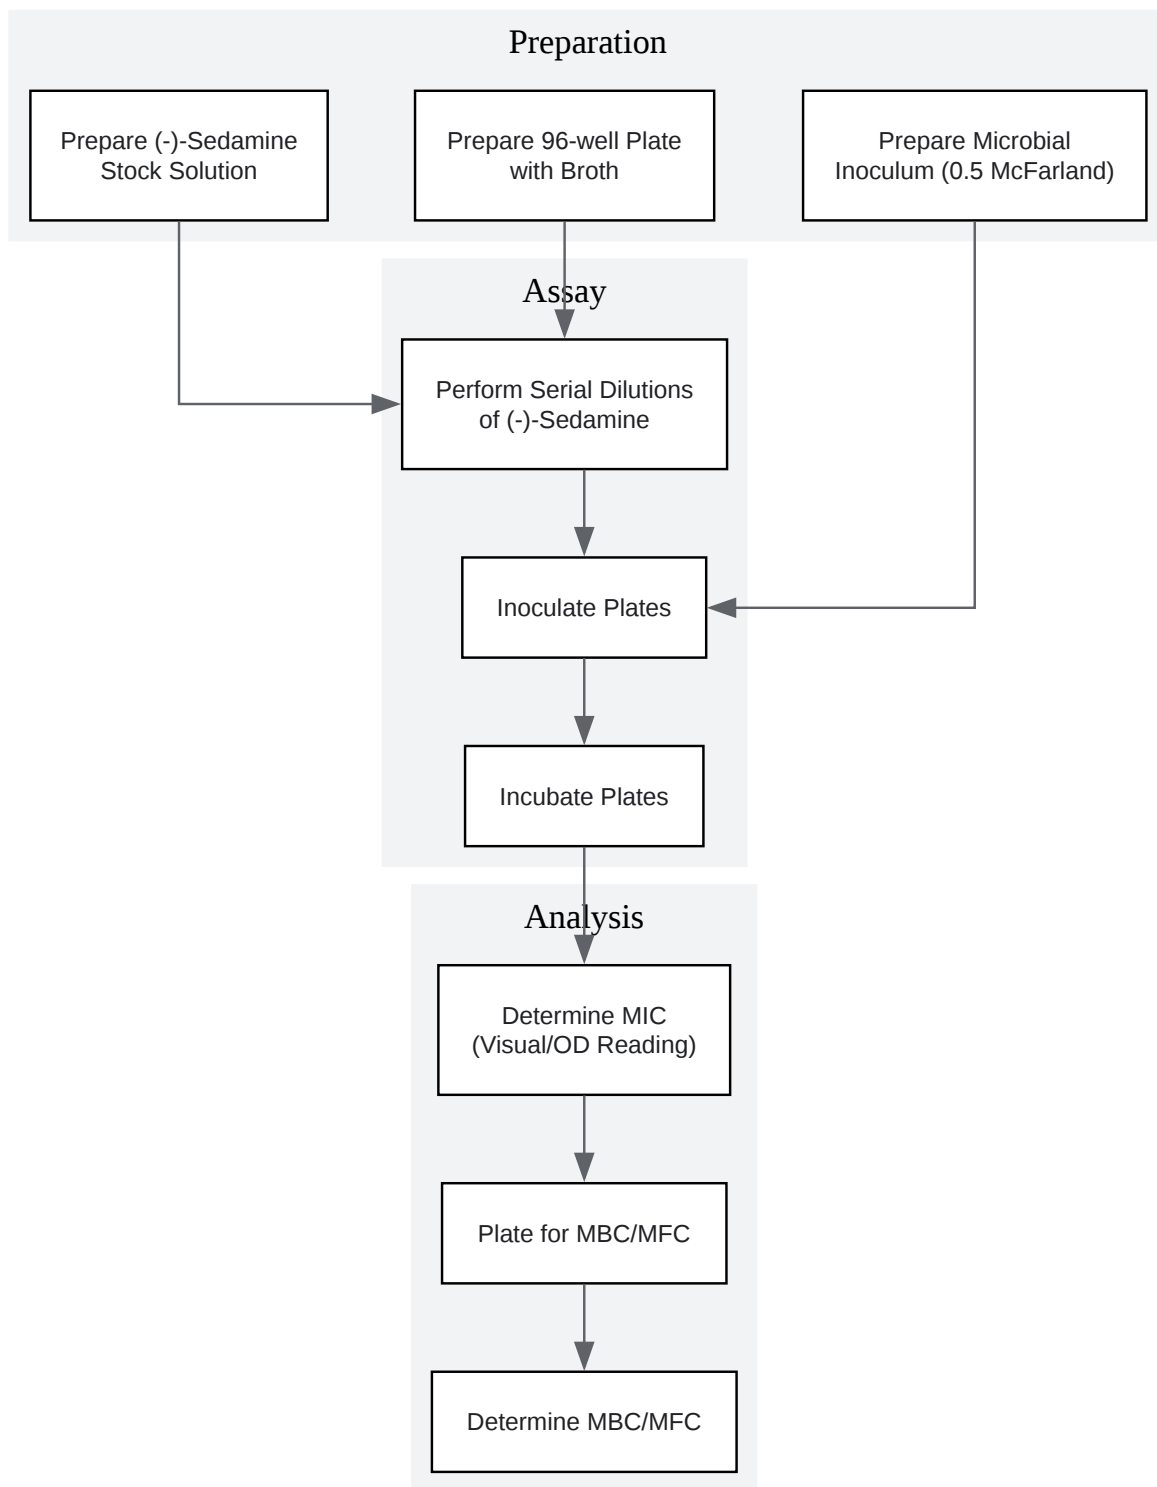 Preparation
Prepare (-)-Sedamine
Stock Solution
Prepare 96-well Plate
with Broth
Prepare Microbial
Inoculum (0.5 McFarland)
Assay
Perform Serial Dilutions
of (-)-Sedamine
Inoculate Plates
Incubate Plates
Analysis
Determine MIC
(Visual/OD Reading)
Plate for MBC/MFC
Determine MBC/MFC